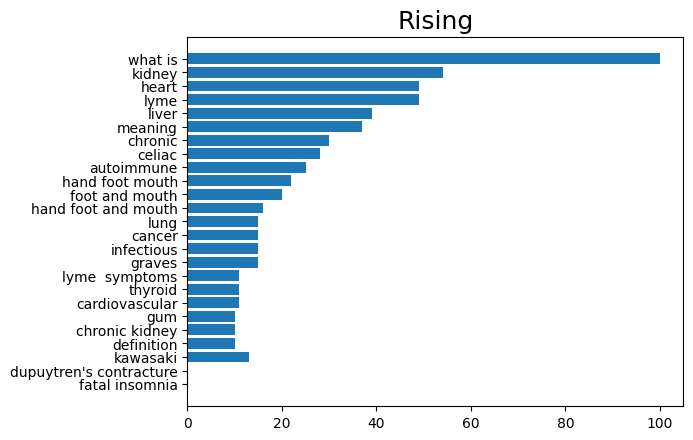 Rising
what is
kidney
heart
lyme
liver
meaning
chronic
celiac
autoimmune
hand foot mouth
foot and mouth
hand foot and mouth
lung
cancer
infectious
graves
lyme  symptoms
thyroid
cardiovascular
gum
chronic kidney
definition
kawasaki
dupuytren's contracture
fatal insomnia
0 20 40 60 80 100